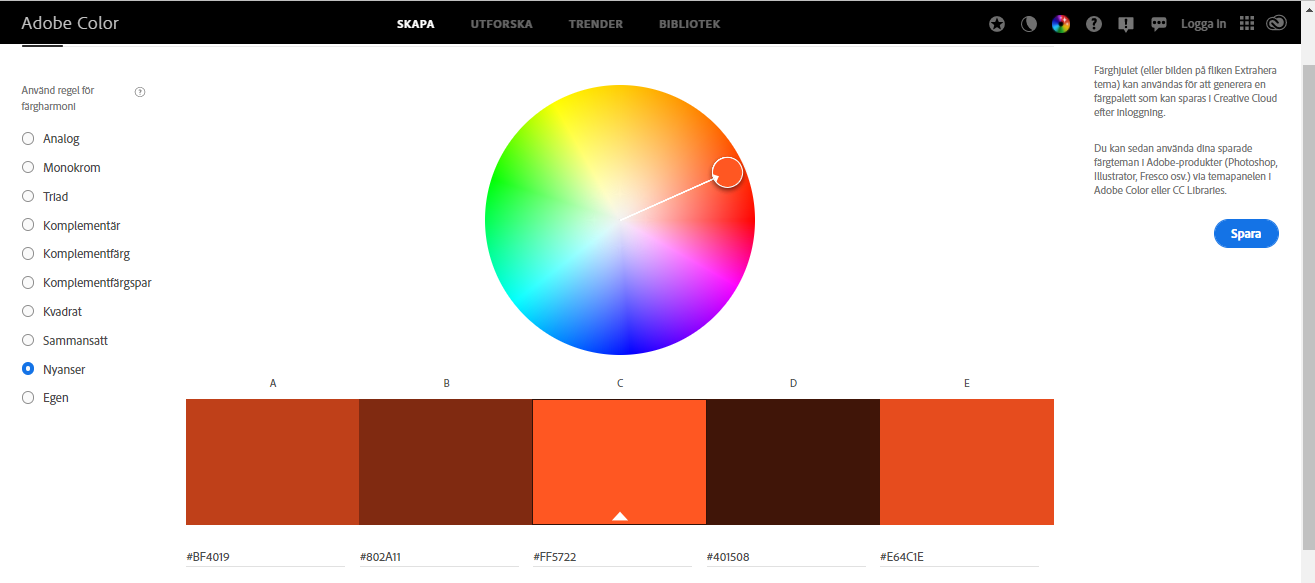 Adobe Color
SKAPA
UTFORSKA
TRENDER
BIBLIOTEK
Logga in
Använd regel för
färgharmoni
Analog
Monokrom
Triad
Komplementär
Komplementfärg
Komplementfärgspar
Kvadrat
Sammansatt
Nyanser
Egen
Färghjulet (eller bilden på fliken Extrahera
tema) kan användas för att generera en
färgpalett som kan sparas i Creative Cloud
efter inloggning.
Du kan sedan använda dina sparade
färgteman i Adobe-produkter (Photoshop,
Illustrator, Fresco osv.) via temapanelen i
Adobe Color eller CC Libraries.
Spara
A
B
C
D
E
#BF4019
#802A11
#FF5722
#401508
#E64C1E